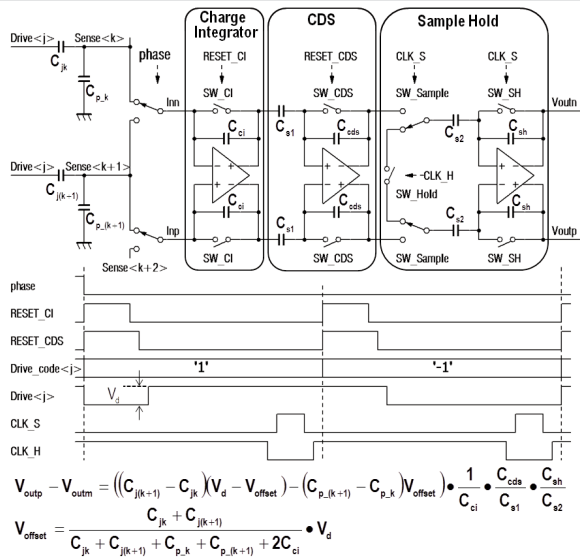 Charge
Integrator
CDS
Sample Hold
Drive<j>
Sense<k>
C_jk
C_p_k
phase
RESET_CI
SW_CI
RESET_CDS
SW_CDS
CLK_S
SW_Sample
CLK_S
SW_SH
Inn
C_ci
C_s1
C_cds
C_s2
C_sh
Voutn
Drive<j>
Sense<k+1>
C_j(k-1)
C_p_(k-1)
CLK_H
SW_Hold
C_ci
C_cds
C_s2
C_sh
Inp
C_s1
Voutp
Sense<k+2>
SW_CI
SW_CDS
SW_Sample
SW_SH
phase
RESET_CI
RESET_CDS
Drive_code<j>
'1'
'-1'
Drive<j>
V_d
CLK_S
CLK_H
V_outp − V_outm = ((C_j(k+1) − C_jk)(V_d − V_offset) − (C_p_(k+1) − C_p_k)V_offset) • 1/C_ci • C_cds/C_s1 • C_sh/C_s2
V_offset = (C_jk + C_j(k+1))/(C_jk + C_j(k+1) + C_p_k + C_p_(k+1) + 2C_ci) • V_d